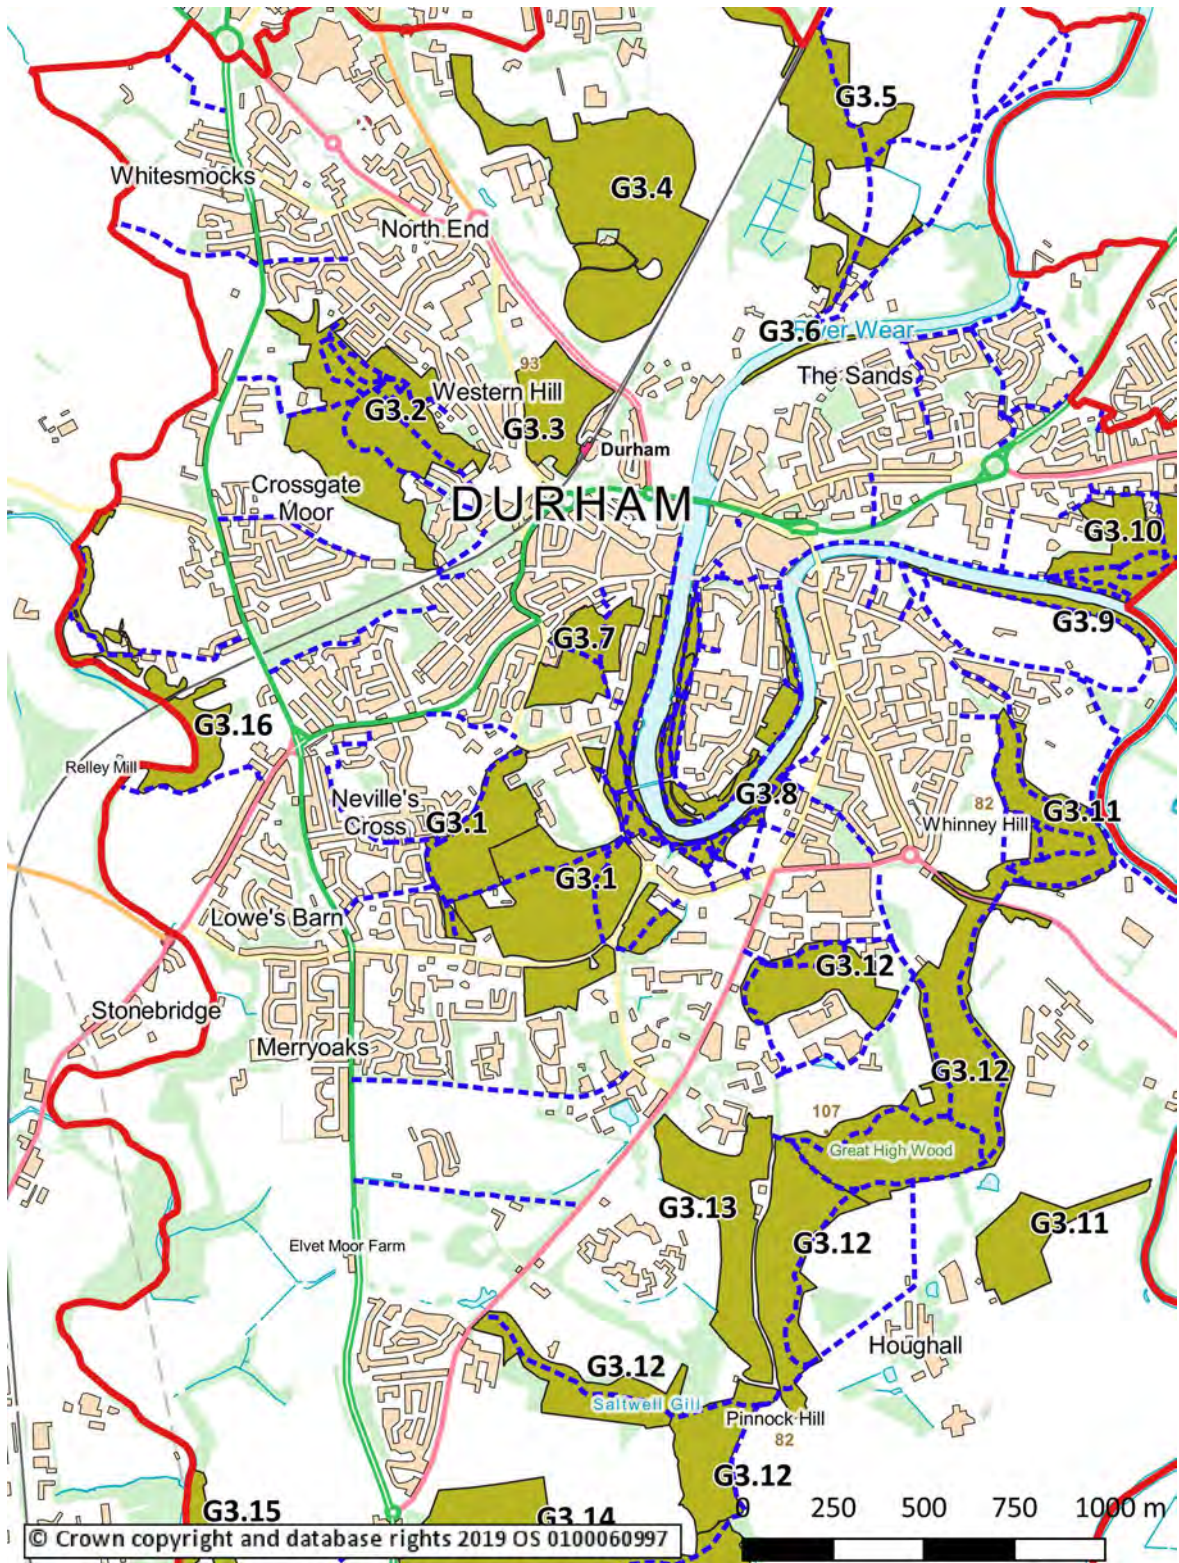 G3.5
Whitesmocks
G3.4
North End
G3.6
River Wear
93
The Sands
Western Hill
G3.2
G3.3
Durham
Crossgate
Moor
DURHAM
G3.10
G3.9
G3.7
G3.16
Relley Mill
Neville's
Cross
G3.1
G3.8
82
Whinney Hill
G3.11
G3.1
Lowe's Barn
G3.12
Stonebridge
Merryoaks
G3.12
107
Great High Wood
G3.13
G3.11
G3.12
Elvet Moor Farm
Houghall
G3.12
Saltwell Gill
Pinnock Hill
82
G3.12
G3.15
G3.14
0 250 500 750 1000 m
© Crown copyright and database rights 2019 OS 0100060997